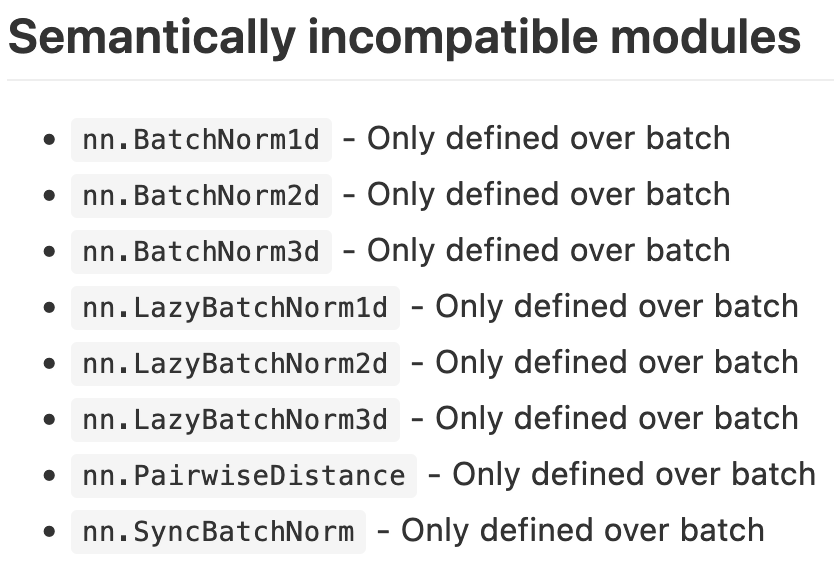 Semantically incompatible modules
• nn.BatchNorm1d - Only defined over batch
• nn.BatchNorm2d - Only defined over batch
• nn.BatchNorm3d - Only defined over batch
• nn.LazyBatchNorm1d - Only defined over batch
• nn.LazyBatchNorm2d - Only defined over batch
• nn.LazyBatchNorm3d - Only defined over batch
• nn.PairwiseDistance - Only defined over batch
• nn.SyncBatchNorm - Only defined over batch